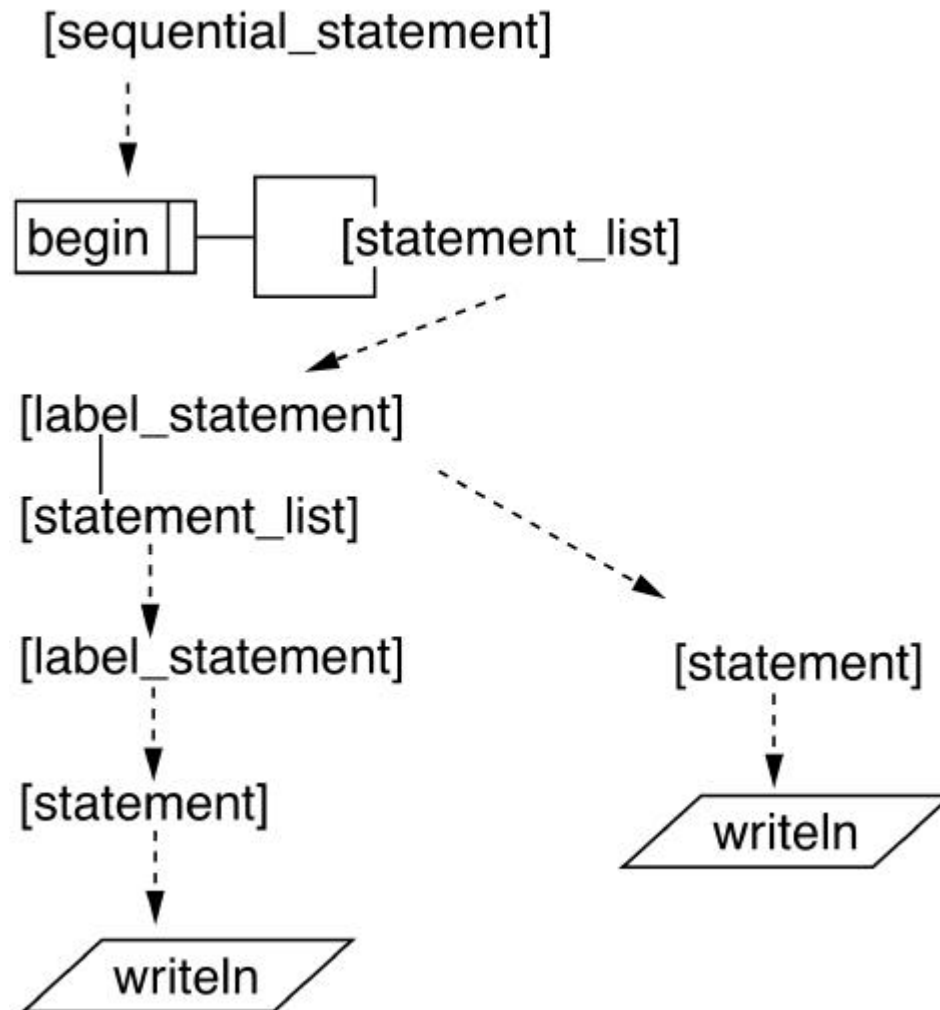 [sequential_statement]
begin
[statement_list]
[label_statement]
[statement_list]
[label_statement]
[statement]
[statement]
writeln
writeln